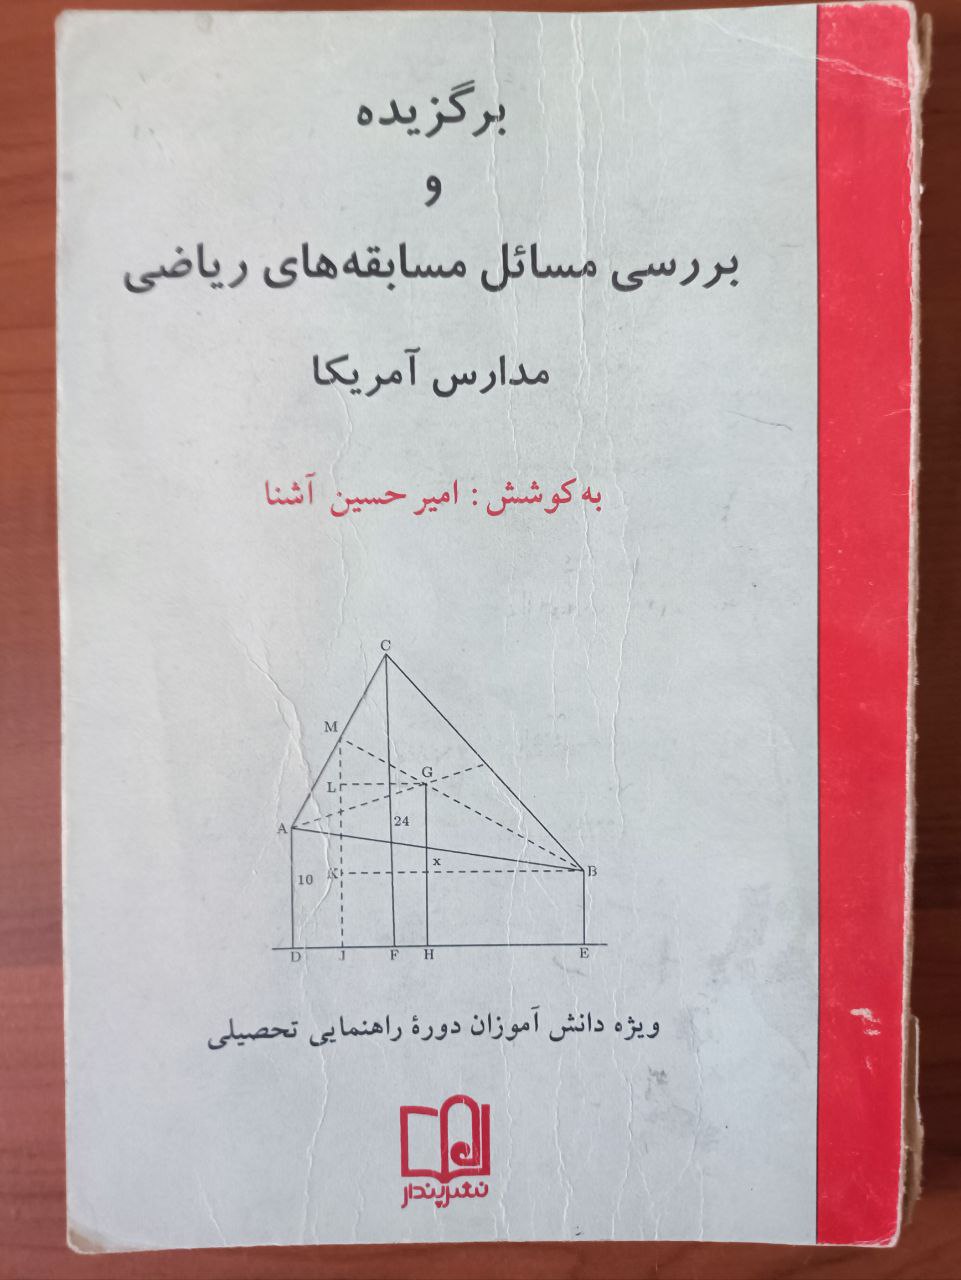 برگزیده
و
بررسی مسائل مسابقه‌های ریاضی
مدارس آمریکا
به کوشش : امیر حسین آشنا
C
M
G
L
A
24
x
10
K
B
D J F H E
ویژه دانش آموزان دورهٔ راهنمایی تحصیلی
نشر پندار